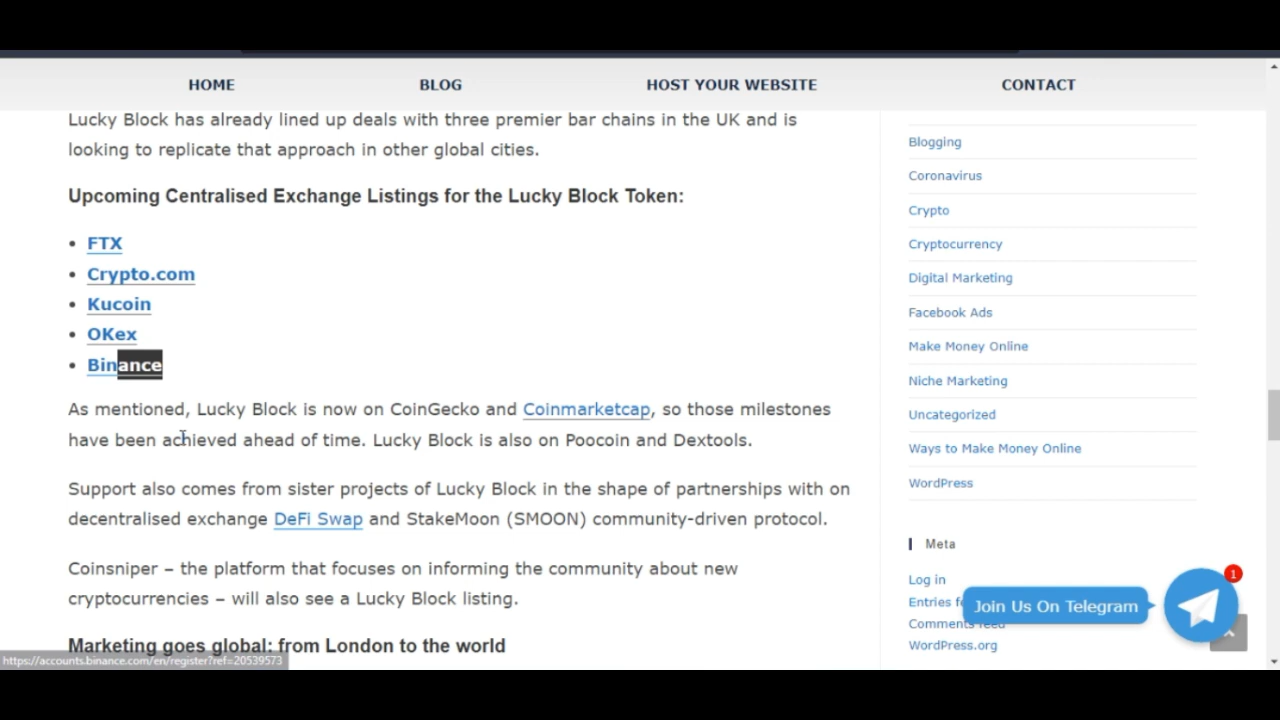 HOME BLOG HOST YOUR WEBSITE CONTACT
Lucky Block has already lined up deals with three premier bar chains in the UK and is
looking to replicate that approach in other global cities.
Upcoming Centralised Exchange Listings for the Lucky Block Token:
• FTX
• Crypto.com
• Kucoin
• OKex
• Binance
As mentioned, Lucky Block is now on CoinGecko and Coinmarketcap, so those milestones
have been achieved ahead of time. Lucky Block is also on Poocoin and Dextools.
Support also comes from sister projects of Lucky Block in the shape of partnerships with on
decentralised exchange DeFi Swap and StakeMoon (SMOON) community-driven protocol.
Coinsniper – the platform that focuses on informing the community about new
cryptocurrencies – will also see a Lucky Block listing.
Marketing goes global: from London to the world
https://accounts.binance.com/en/register?ref=20539573
Blogging
Coronavirus
Crypto
Cryptocurrency
Digital Marketing
Facebook Ads
Make Money Online
Niche Marketing
Uncategorized
Ways to Make Money Online
WordPress
Meta
Log in
Entries
Comments feed
WordPress.org
Join Us On Telegram
1